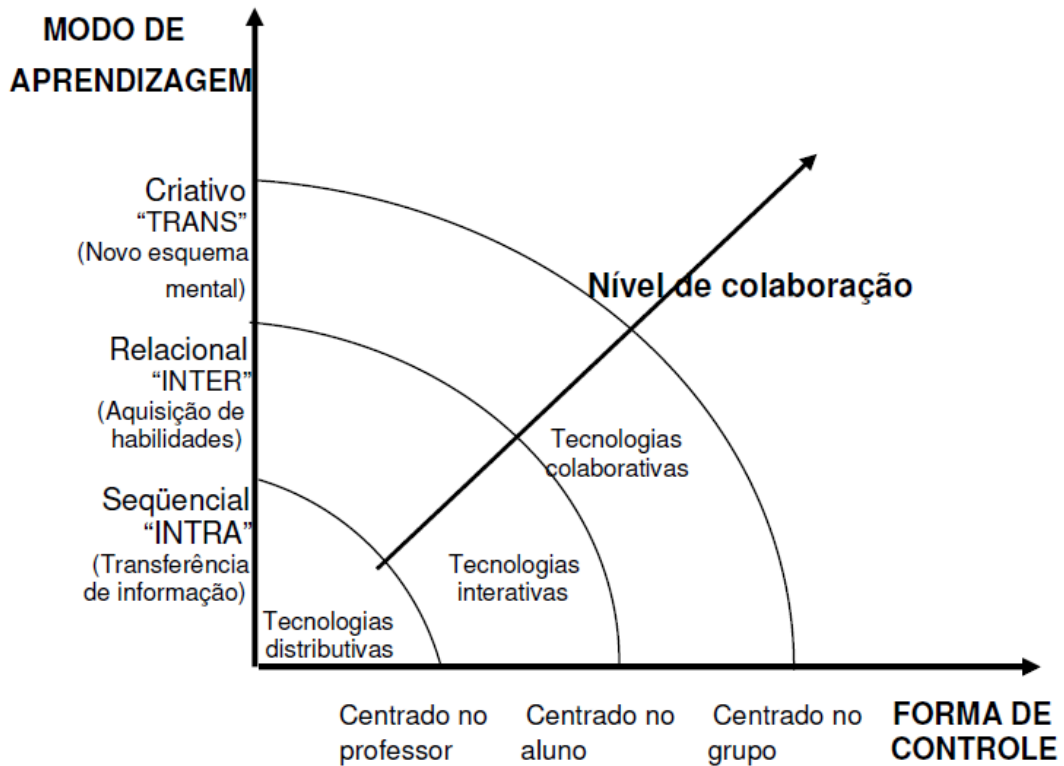 MODO DE
APRENDIZAGEM
Criativo
“TRANS”
(Novo esquema
mental)
Nível de colaboração
Relacional
“INTER”
(Aquisição de
habilidades)
Tecnologias
colaborativas
Seqüencial
“INTRA”
(Transferência
de informação)
Tecnologias
interativas
Tecnologias
distributivas
Centrado no
professor
Centrado no
aluno
Centrado no
grupo
FORMA DE
CONTROLE